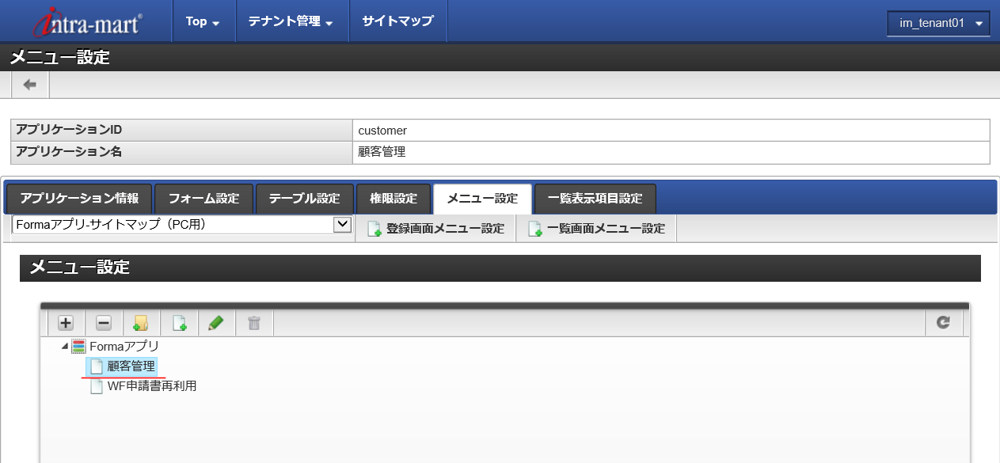 intra-mart® Top テナント管理 サイトマップ im_tenant01
メニュー設定
アプリケーションID customer
アプリケーション名 顧客管理
アプリケーション情報 フォーム設定 テーブル設定 権限設定 メニュー設定 一覧表示項目設定
Formaアプリ-サイトマップ（PC用） 登録画面メニュー設定 一覧画面メニュー設定
メニュー設定
Formaアプリ
顧客管理
WF申請書再利用